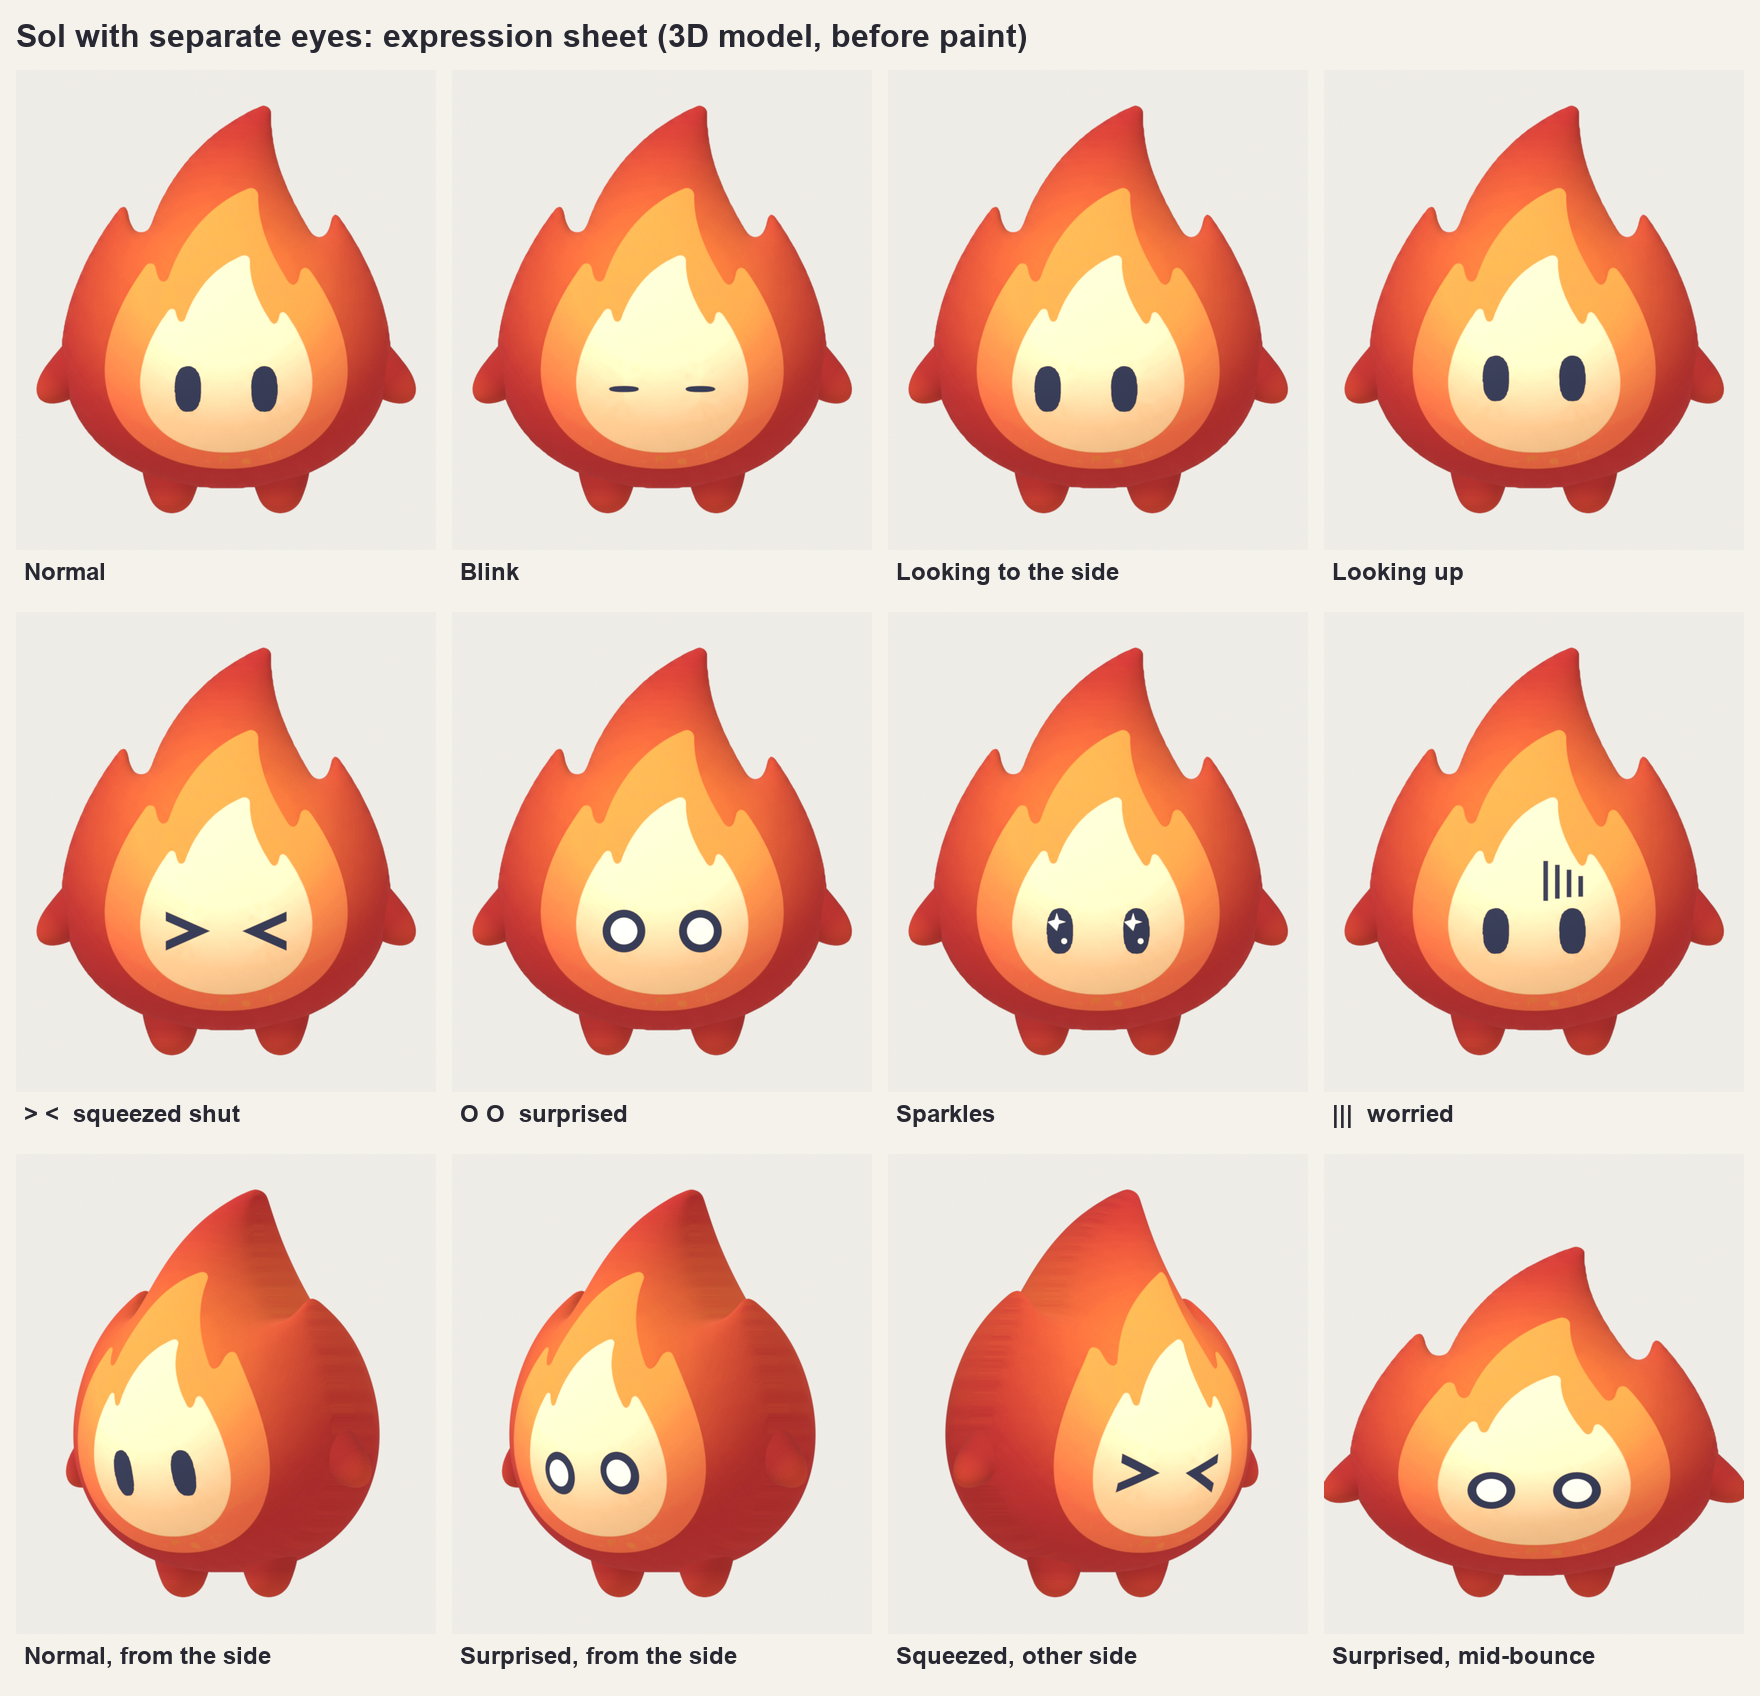 Sol with separate eyes: expression sheet (3D model, before paint)
Normal
Blink
Looking to the side
Looking up
> < squeezed shut
O O surprised
Sparkles
||| worried
Normal, from the side
Surprised, from the side
Squeezed, other side
Surprised, mid-bounce